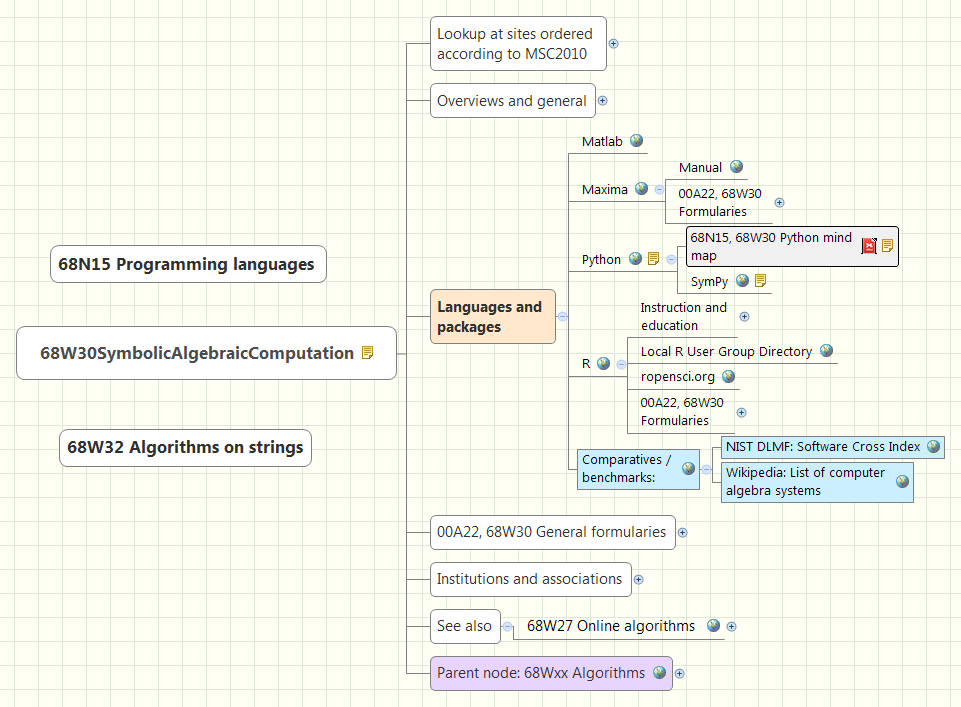 Lookup at sites ordered
according to MSC2010
Overviews and general
68N15 Programming languages
68W30SymbolicAlgebraicComputation
68W32 Algorithms on strings
Languages and
packages
Matlab
Maxima
Manual
00A22, 68W30
Formularies
Python
68N15, 68W30 Python mind
map
SymPy
R
Instruction and
education
Local R User Group Directory
ropensci.org
00A22, 68W30
Formularies
Comparatives /
benchmarks:
NIST DLMF: Software Cross Index
Wikipedia: List of computer
algebra systems
00A22, 68W30 General formularies
Institutions and associations
See also
68W27 Online algorithms
Parent node: 68Wxx Algorithms